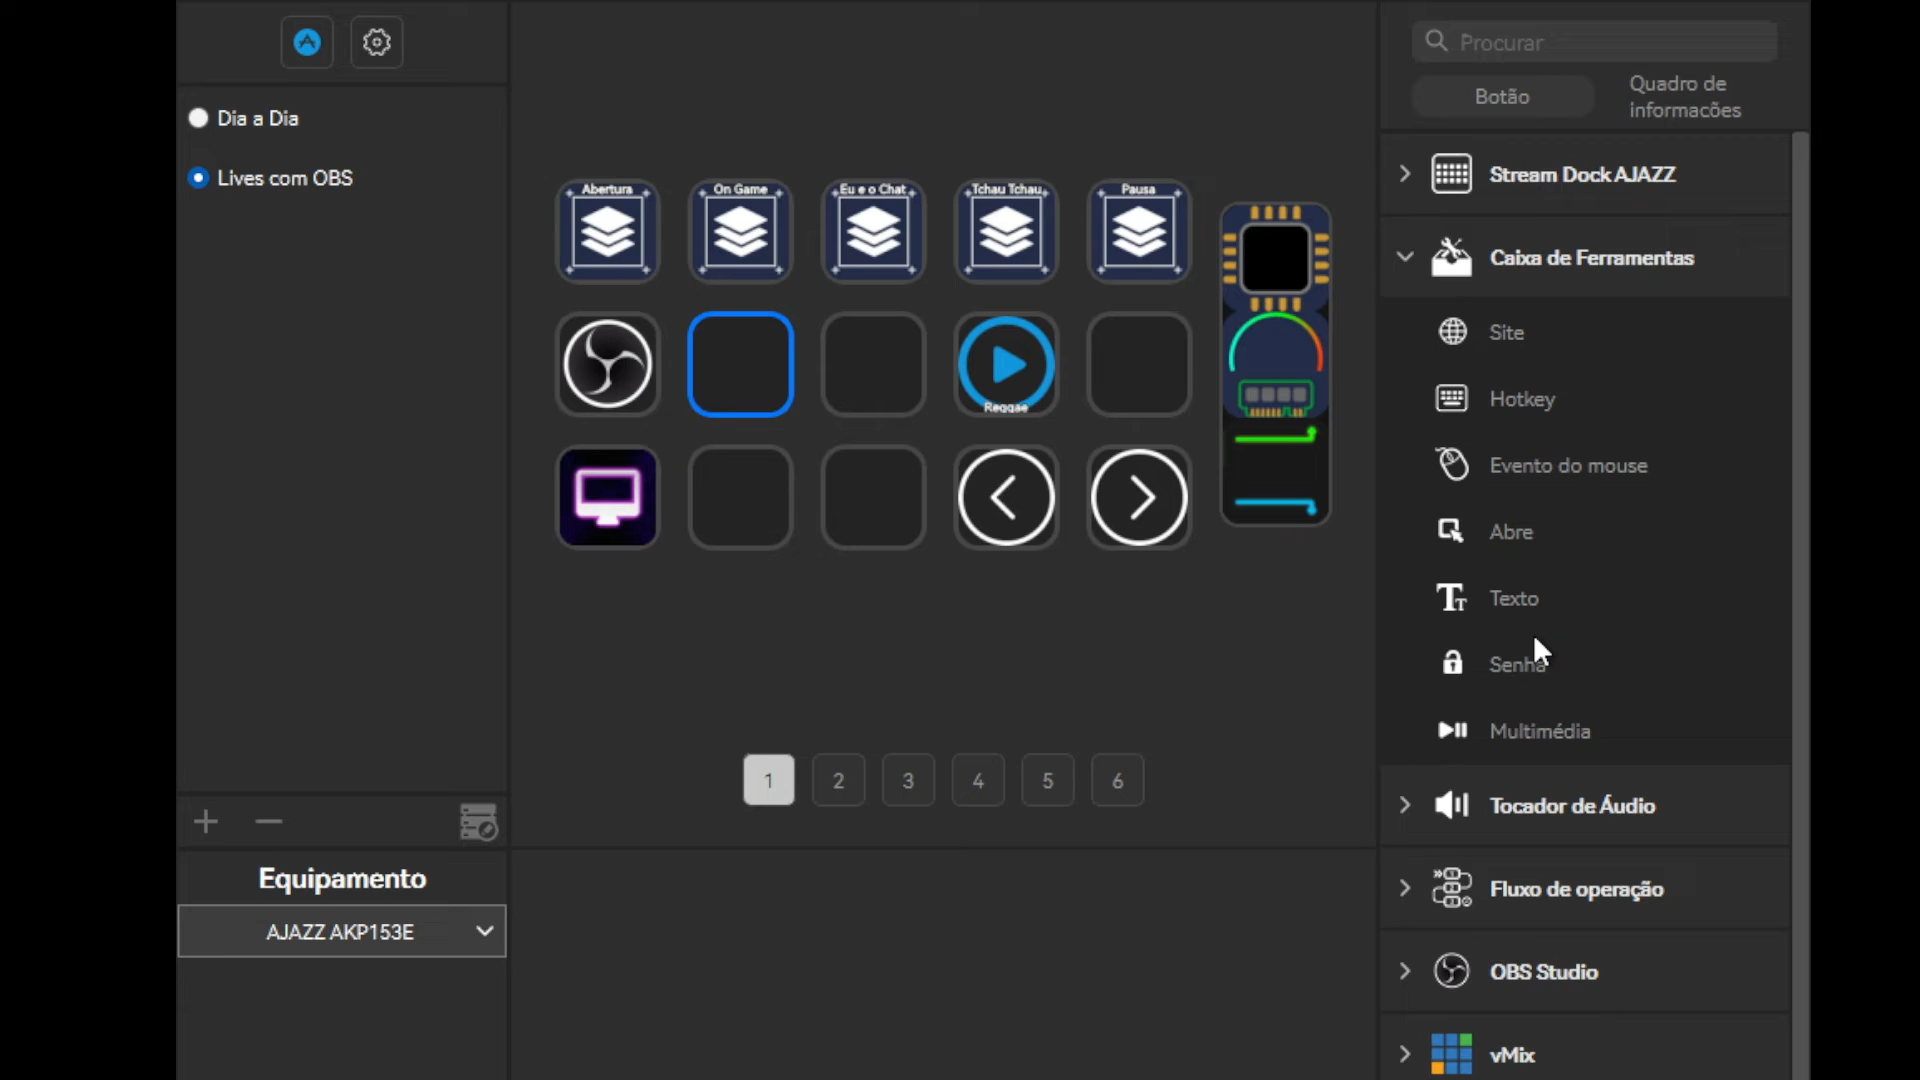 Procurar
Botão
Quadro de
informações
Dia a Dia
Lives com OBS
Abertura
On Game
Eu e o Chat
Tchau Tchau
Pausa
Reggae
1
2
3
4
5
6
Equipamento
AJAZZ AKP153E
Stream Dock AJAZZ
Caixa de Ferramentas
Site
Hotkey
Evento do mouse
Abre
Texto
Senha
Multimédia
Tocador de Áudio
Fluxo de operação
OBS Studio
vMix